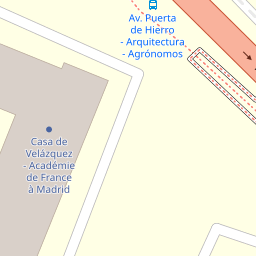 Av. Puerta
de Hierro
- Arquitectura
- Agrónomos
Casa de
Velázquez
- Académie
de France
à Madrid